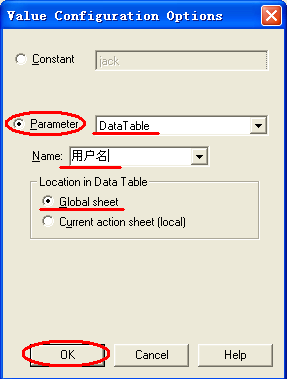 Value Configuration Options
Constant
jack
Parameter
DataTable
Name:
用户名
Location in Data Table
Global sheet
Current action sheet (local)
OK
Cancel
Help